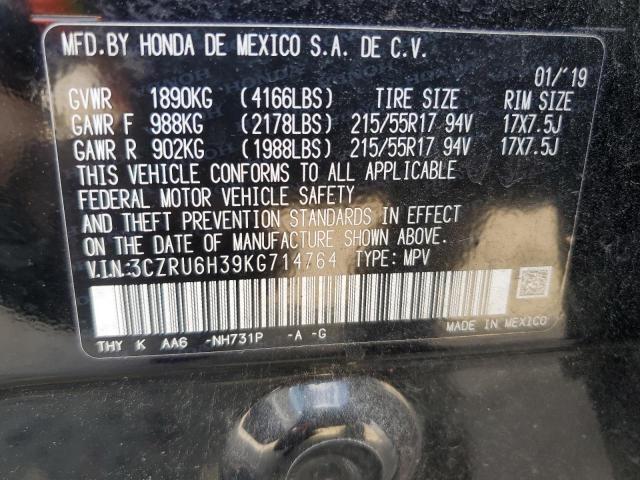 MFD.BY HONDA DE MEXICO S.A. DE C.V.
01/'19
GVWR 1890KG (4166LBS) TIRE SIZE RIM SIZE
GAWR F 988KG (2178LBS) 215/55R17 94V 17X7.5J
GAWR R 902KG (1988LBS) 215/55R17 94V 17X7.5J
THIS VEHICLE CONFORMS TO ALL APPLICABLE
FEDERAL MOTOR VEHICLE SAFETY
AND THEFT PREVENTION STANDARDS IN EFFECT
ON THE DATE OF MANUFACTURE SHOWN ABOVE.
V.I.N:3CZRU6H39KG714764 TYPE: MPV
THY K AA6 -NH731P -A -G
MADE IN MEXICO